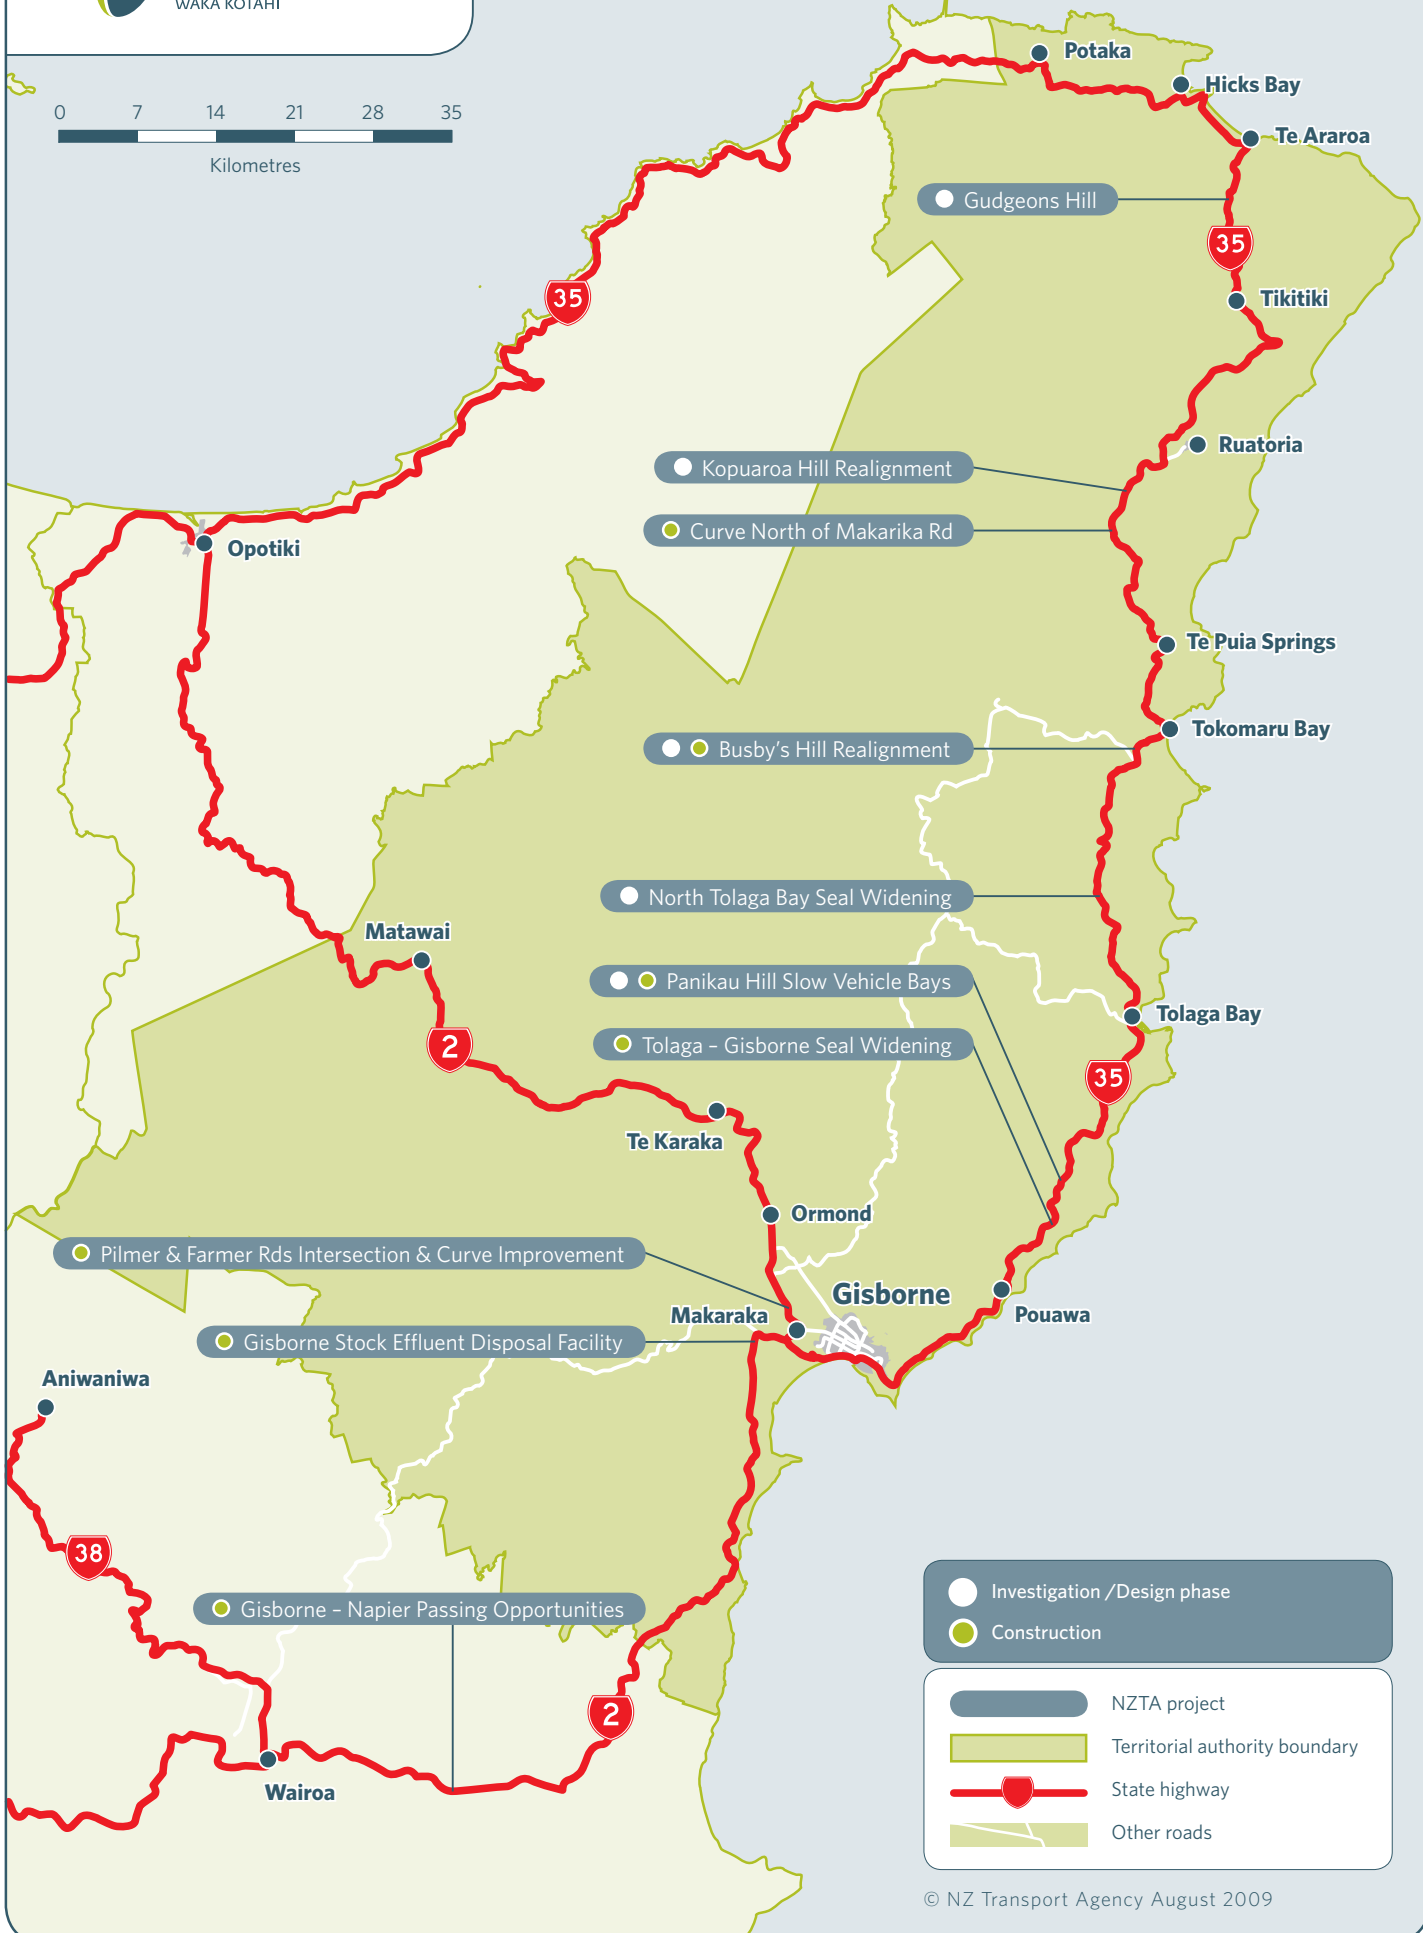 WAKA KOTAHI
0 7 14 21 28 35
Kilometres
Potaka
Hicks Bay
Te Araroa
Gudgeons Hill
35
35
Tikitiki
Ruatoria
Kopuaroa Hill Realignment
Curve North of Makarika Rd
Opotiki
Te Puia Springs
Tokomaru Bay
Busby's Hill Realignment
North Tolaga Bay Seal Widening
Matawai
Panikau Hill Slow Vehicle Bays
Tolaga Bay
2
Tolaga – Gisborne Seal Widening
35
Te Karaka
Ormond
Pilmer & Farmer Rds Intersection & Curve Improvement
Gisborne
Makaraka
Pouawa
Gisborne Stock Effluent Disposal Facility
Aniwaniwa
38
Gisborne – Napier Passing Opportunities
2
Wairoa
Investigation /Design phase
Construction
NZTA project
Territorial authority boundary
State highway
Other roads
© NZ Transport Agency August 2009